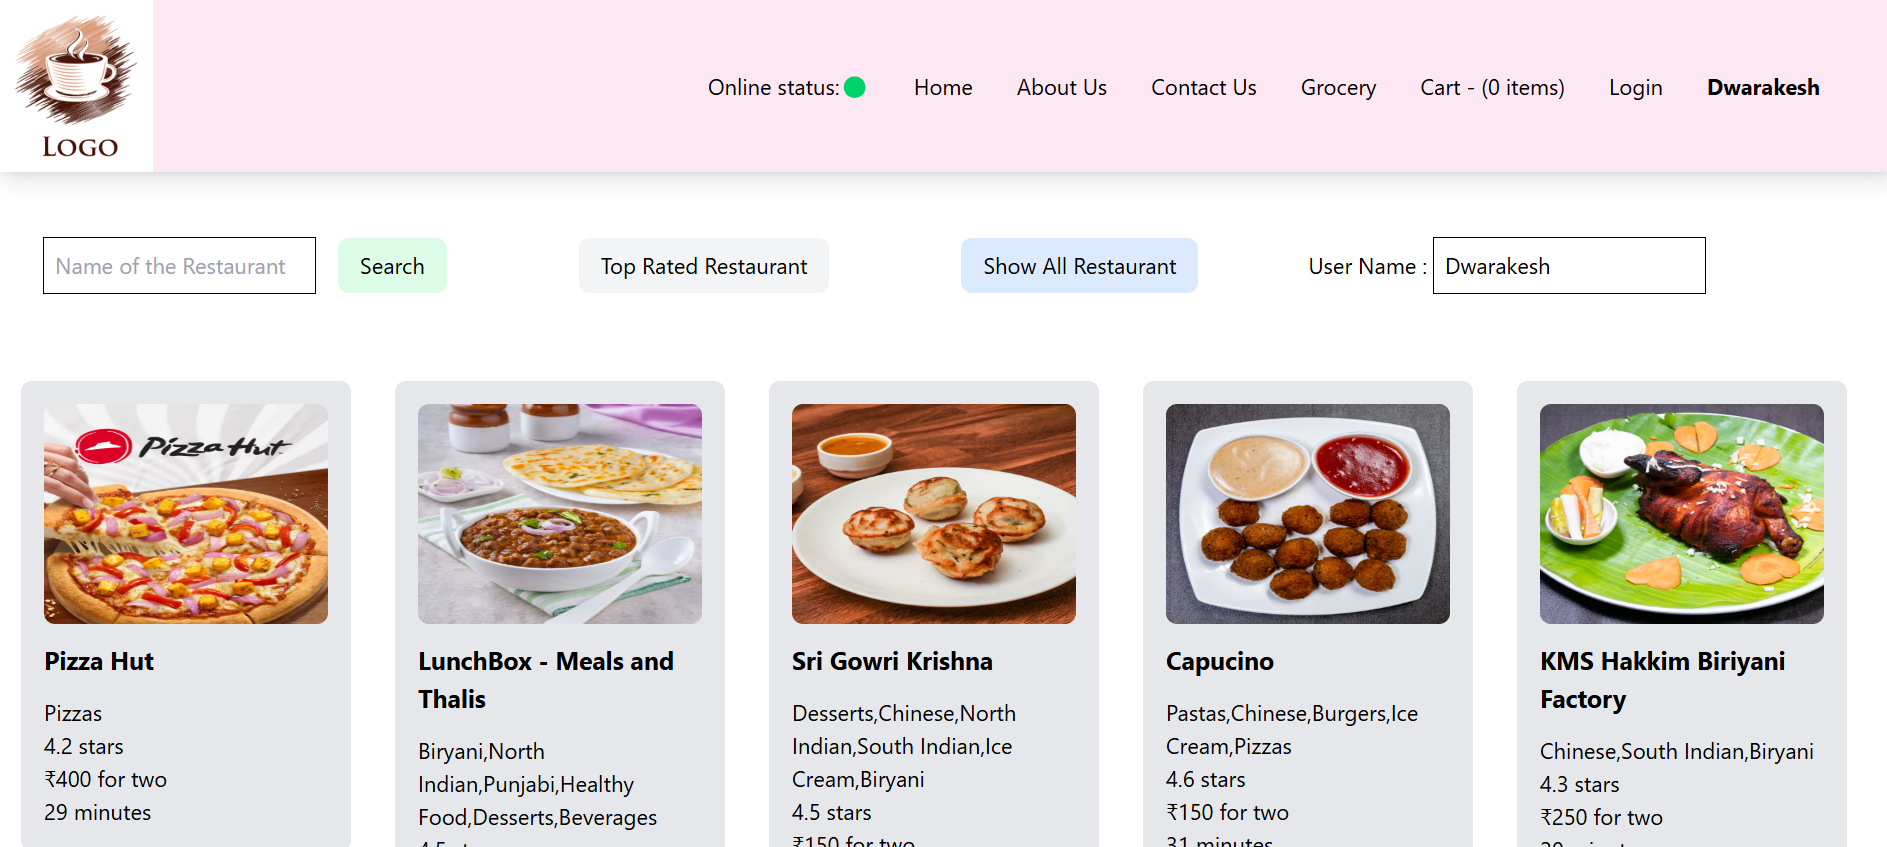 LOGO
Online status:
Home
About Us
Contact Us
Grocery
Cart - (0 items)
Login
Dwarakesh
Name of the Restaurant
Search
Top Rated Restaurant
Show All Restaurant
User Name :
Dwarakesh
Pizza Hut
Pizza Hut
Pizzas
4.2 stars
₹400 for two
29 minutes
LunchBox - Meals and
Thalis
Biryani,North
Indian,Punjabi,Healthy
Food,Desserts,Beverages
Sri Gowri Krishna
Desserts,Chinese,North
Indian,South Indian,Ice
Cream,Biryani
4.5 stars
₹150 for two
Capucino
Pastas,Chinese,Burgers,Ice
Cream,Pizzas
4.6 stars
₹150 for two
31 minutes
KMS Hakkim Biriyani
Factory
Chinese,South Indian,Biryani
4.3 stars
₹250 for two